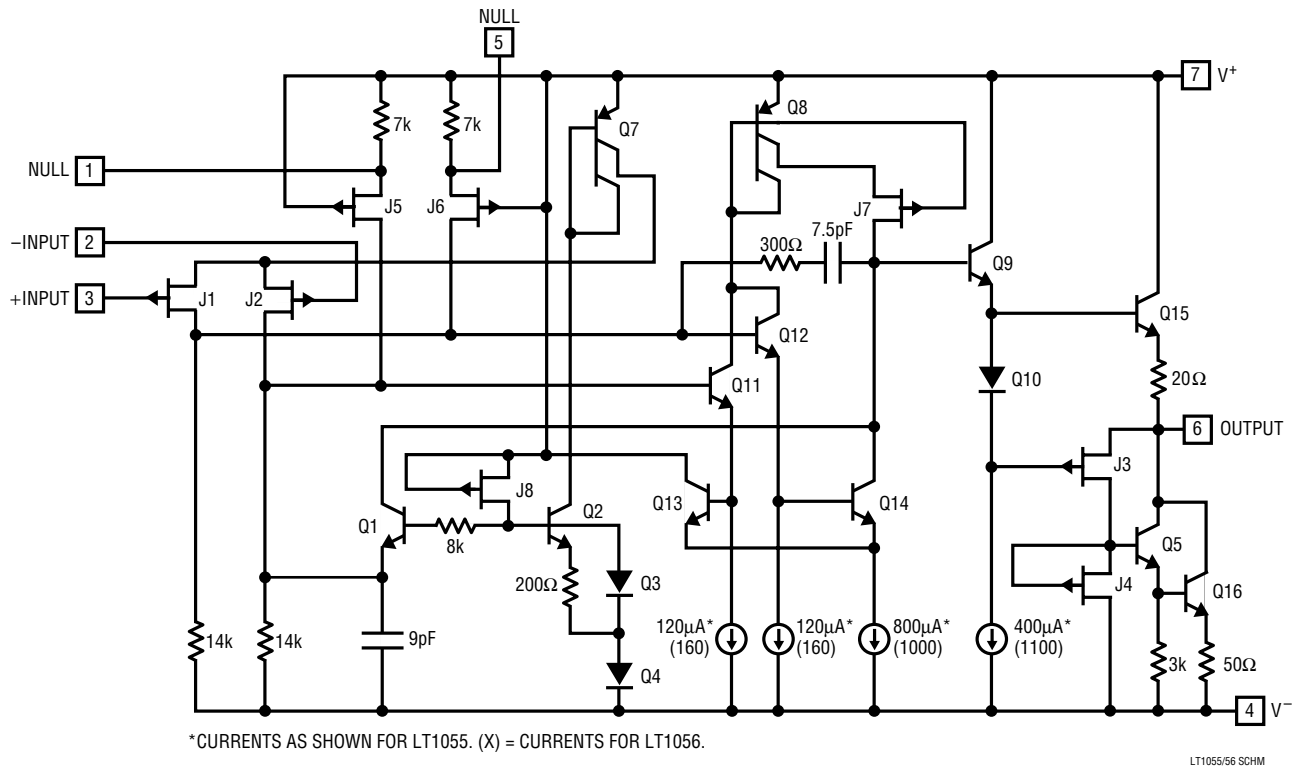 NULL
5
7 V+
7k
7k
Q7
Q8
NULL 1
J5
J6
J7
–INPUT 2
7.5pF
300Ω
Q9
+INPUT 3
J1
J2
Q12
Q15
Q11
Q10
20Ω
6 OUTPUT
J3
J8
Q13
Q14
Q1
Q2
8k
Q5
200Ω
Q3
J4
Q16
14k
14k
9pF
120µA*
(160)
120µA*
(160)
800µA*
(1000)
400µA*
(1100)
3k
50Ω
Q4
4 V–
*CURRENTS AS SHOWN FOR LT1055. (X) = CURRENTS FOR LT1056.
LT1055/56 SCHM